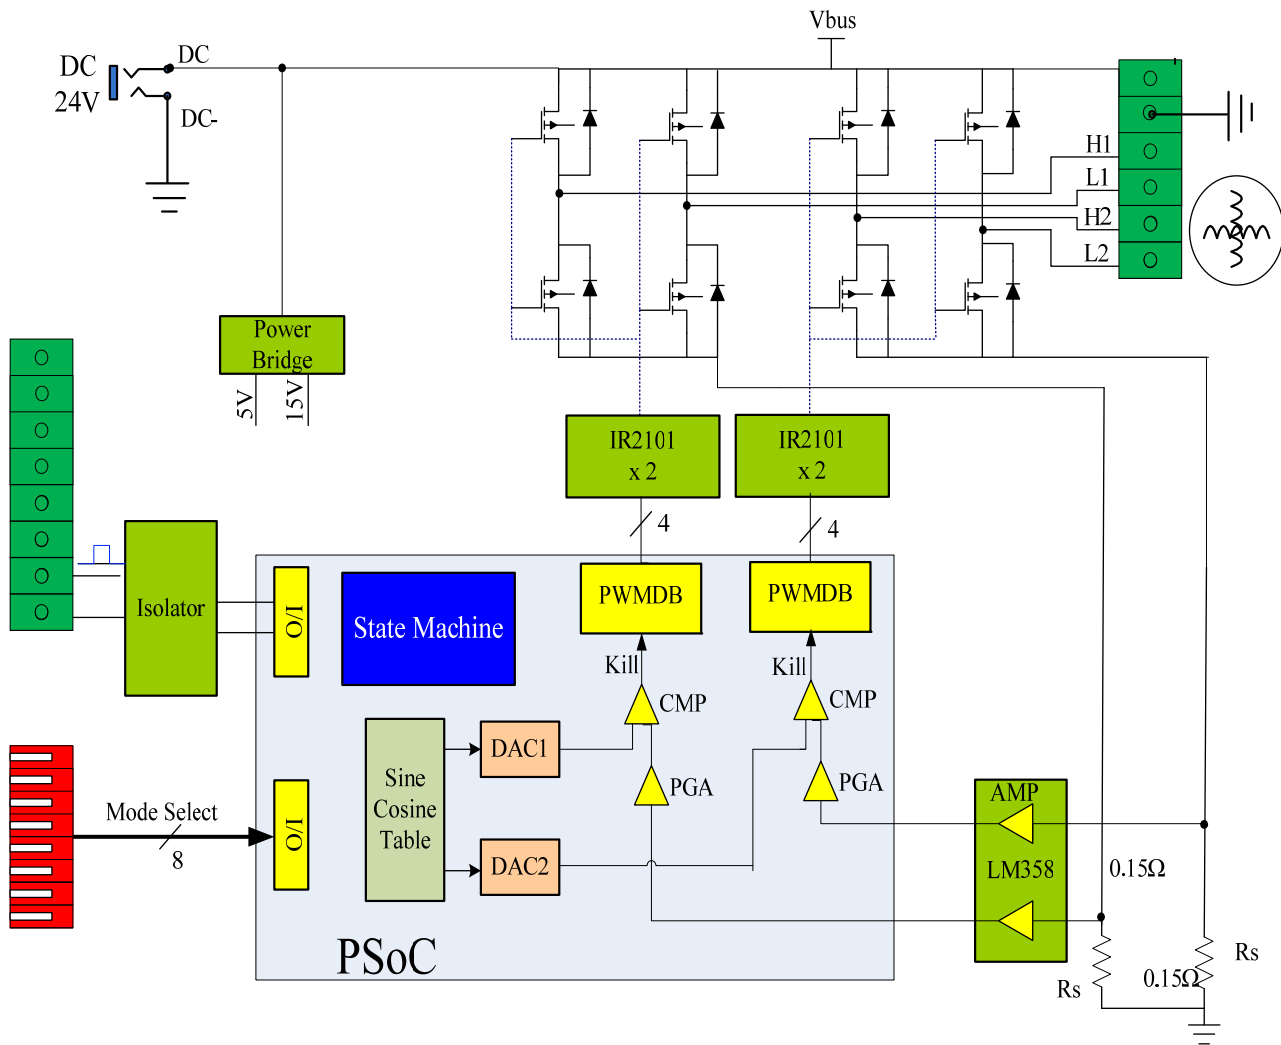 Vbus
DC
24V
DC
DC-
H1
L1
H2
L2
Power
Bridge
5V
15V
IR2101
x 2
IR2101
x 2
4
4
Isolator
I/O
State Machine
PWMDB
PWMDB
Kill
Kill
CMP
CMP
Mode Select
8
I/O
Sine
Cosine
Table
DAC1
DAC2
PGA
PGA
AMP
LM358
0.15Ω
0.15Ω
Rs
Rs
PSoC